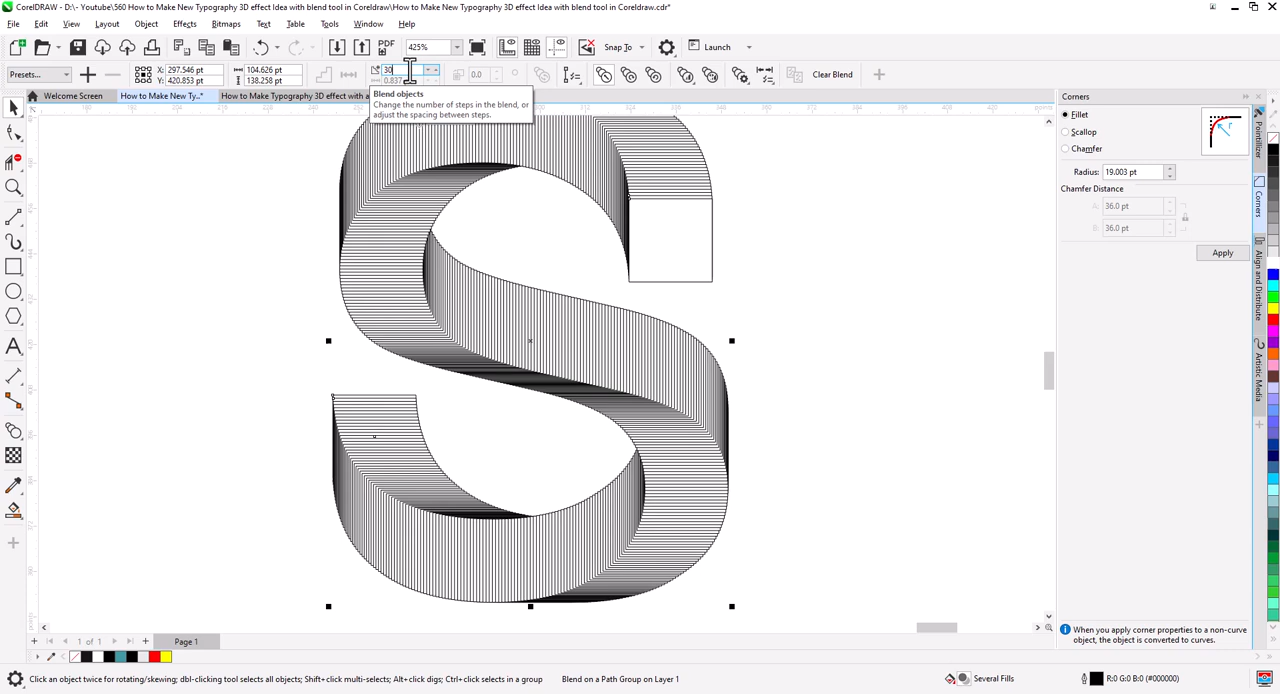 CorelDRAW - D:\- Youtube\560 How to Make New Typography 3D effect Idea with blend tool in Coreldraw\How to Make New Typography 3D effect Idea with blend tool in Coreldraw.cdr*
File Edit View Layout Object Effects Bitmaps Text Table Tools Window Help
PDF 425% Snap To Launch
Presets... X: 297.546 pt 104.626 pt 30 0.0 Clear Blend
Y: 420.853 pt 138.258 pt 0.837
Welcome Screen How to Make New Ty...* How to Make Typography 3D effect with a
Blend objects
Change the number of steps in the blend, or
adjust the spacing between steps.
Corners
Fillet
Scallop
Chamfer
Radius: 19.003 pt
Chamfer Distance
A: 36.0 pt
B: 36.0 pt
Apply
Pointillizer
Corners
Align and Distribute
Artistic Media
When you apply corner properties to a non-curve
object, the object is converted to curves.
1 of 1 Page 1
Click an object twice for rotating/skewing; dbl-clicking tool selects all objects; Shift+click multi-selects; Alt+click digs; Ctrl+click selects in a group Blend on a Path Group on Layer 1 Several Fills R:0 G:0 B:0 (#000000)